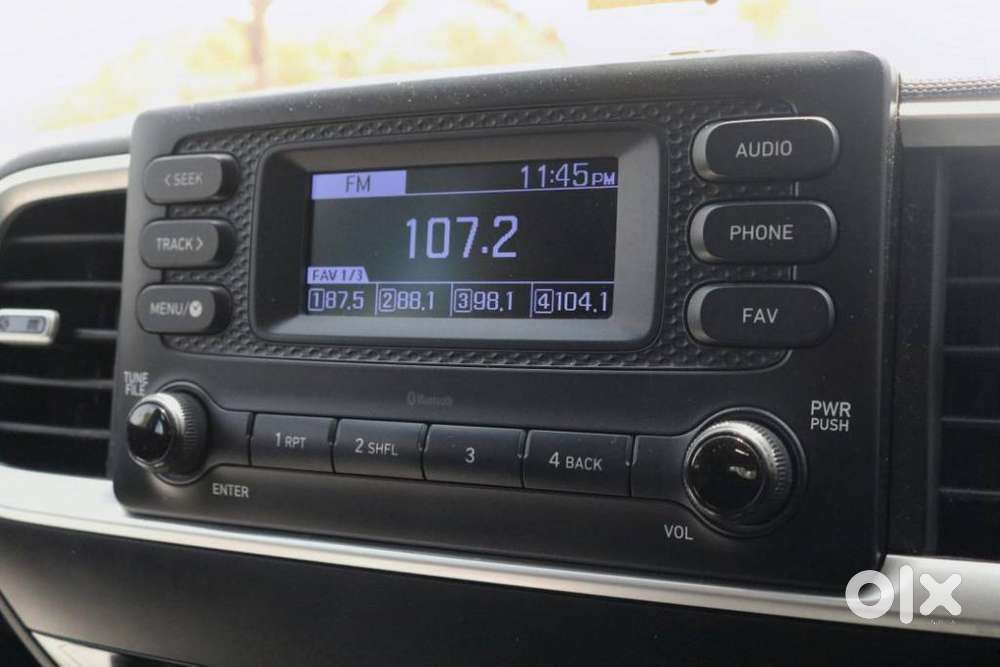 FM 11:45PM
107.2
FAV 1/3
1 87.5 2 88.1 3 98.1 4 104.1
< SEEK
TRACK >
MENU/
AUDIO
PHONE
FAV
TUNE
FILE
ENTER
Bluetooth
1 RPT 2 SHFL 3 4 BACK
PWR
PUSH
VOL
olx